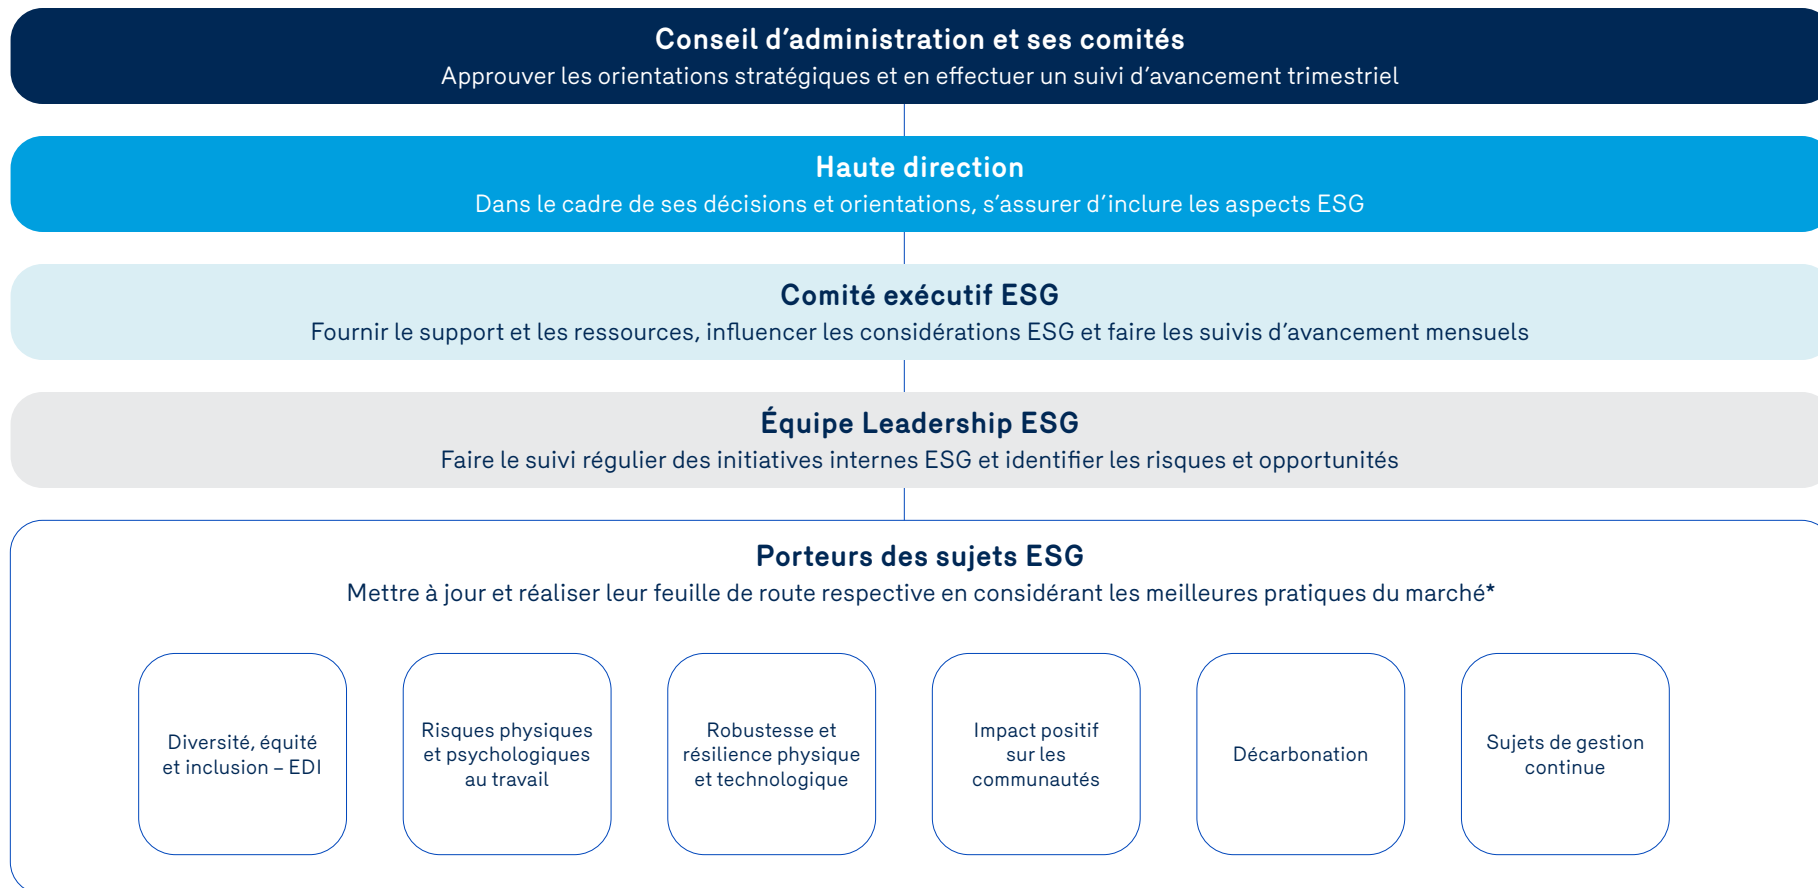 Conseil d’administration et ses comités
Approuver les orientations stratégiques et en effectuer un suivi d’avancement trimestriel
Haute direction
Dans le cadre de ses décisions et orientations, s’assurer d’inclure les aspects ESG
Comité exécutif ESG
Fournir le support et les ressources, influencer les considérations ESG et faire les suivis d’avancement mensuels
Équipe Leadership ESG
Faire le suivi régulier des initiatives internes ESG et identifier les risques et opportunités
Porteurs des sujets ESG
Mettre à jour et réaliser leur feuille de route respective en considérant les meilleures pratiques du marché*
Diversité, équité
et inclusion – EDI
Risques physiques
et psychologiques
au travail
Robustesse et
résilience physique
et technologique
Impact positif
sur les
communautés
Décarbonation
Sujets de gestion
continue